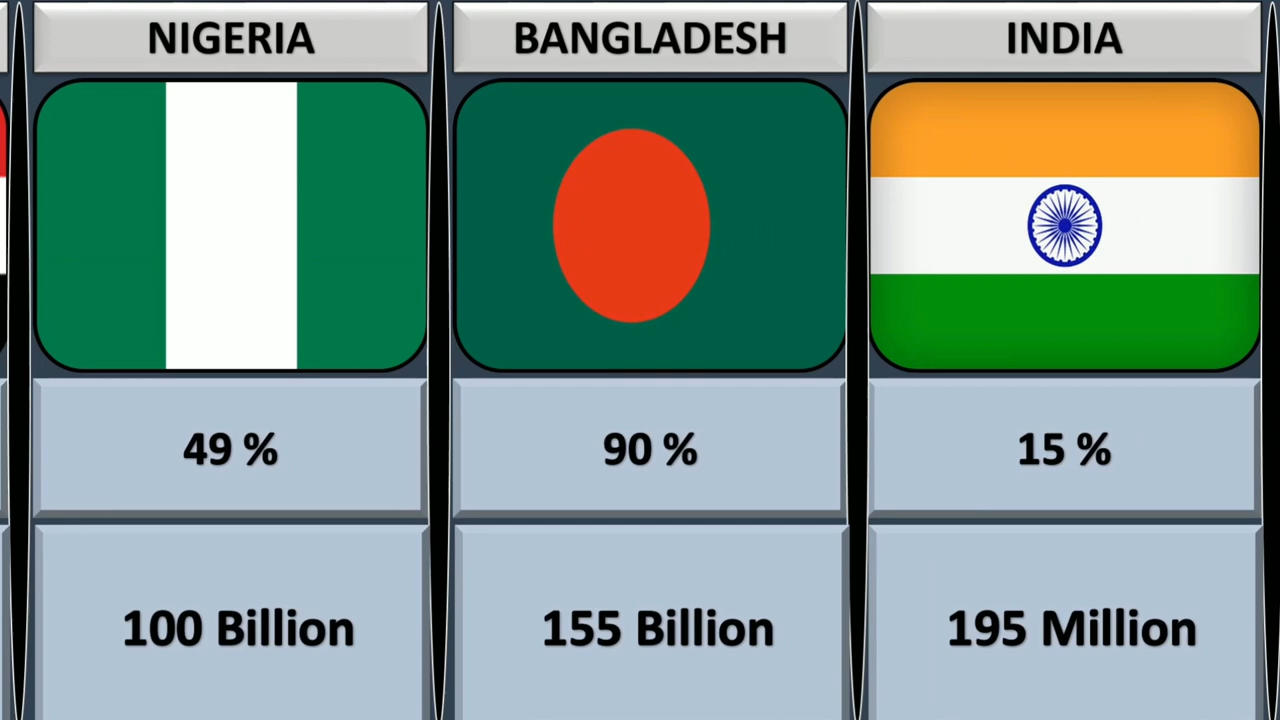 NIGERIA
BANGLADESH
INDIA
49 %
90 %
15 %
100 Billion
155 Billion
195 Million